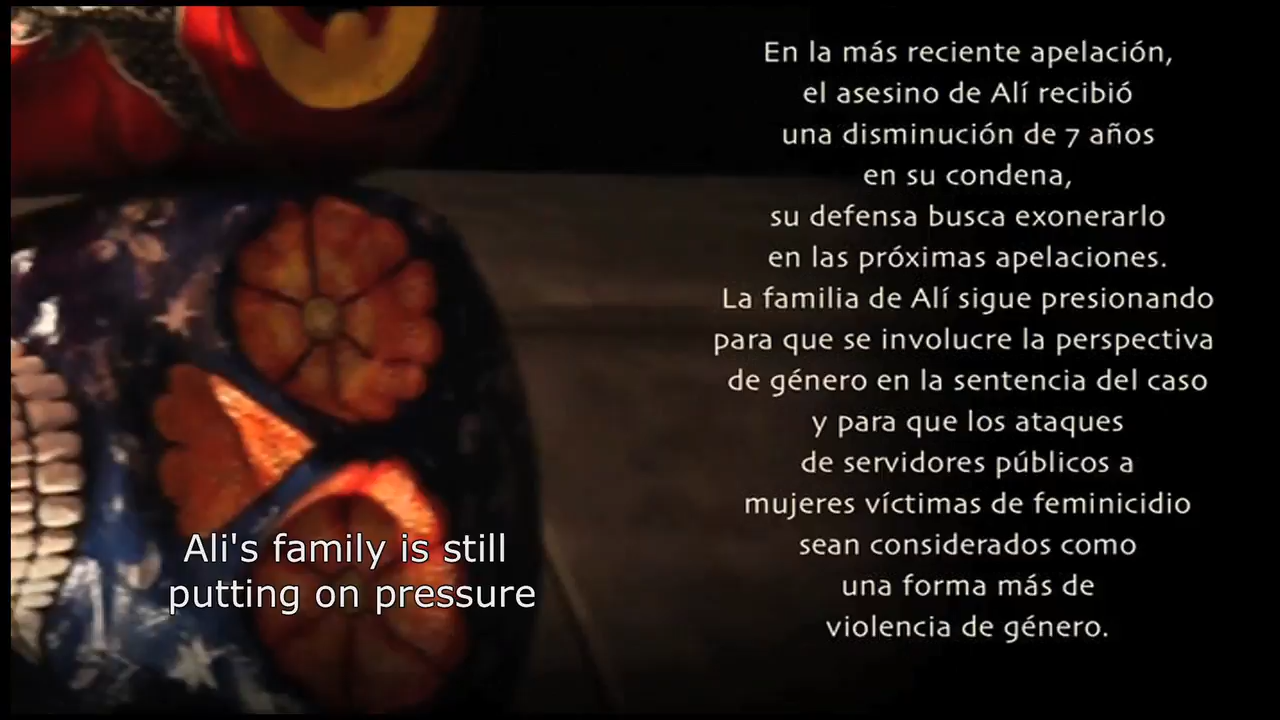 En la más reciente apelación,
el asesino de Alí recibió
una disminución de 7 años
en su condena,
su defensa busca exonerarlo
en las próximas apelaciones.
La familia de Alí sigue presionando
para que se involucre la perspectiva
de género en la sentencia del caso
y para que los ataques
de servidores públicos a
mujeres víctimas de feminicidio
sean considerados como
una forma más de
violencia de género.
Ali's family is still
putting on pressure